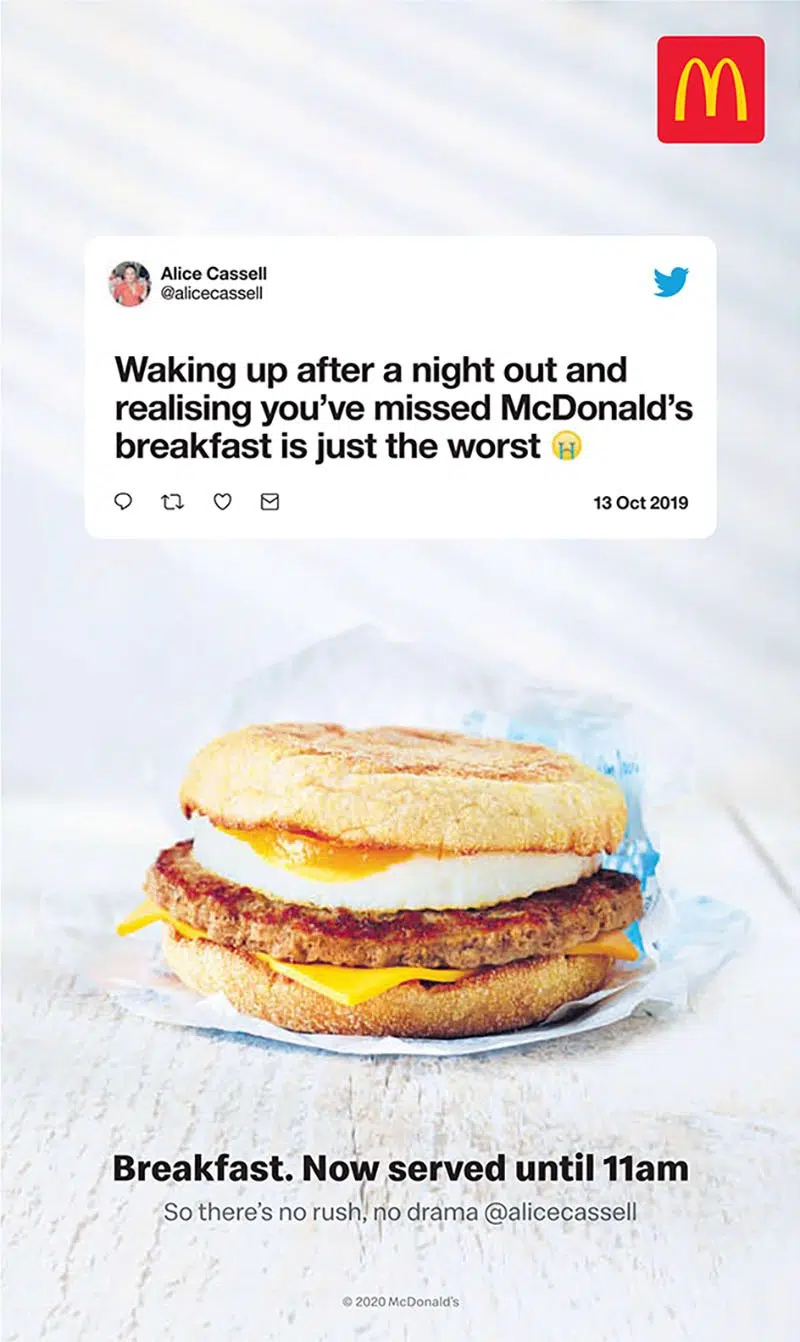 Alice Cassell
@alicecassell
Waking up after a night out and
realising you’ve missed McDonald’s
breakfast is just the worst 😭
13 Oct 2019
Breakfast. Now served until 11am
So there’s no rush, no drama @alicecassell
© 2020 McDonald’s